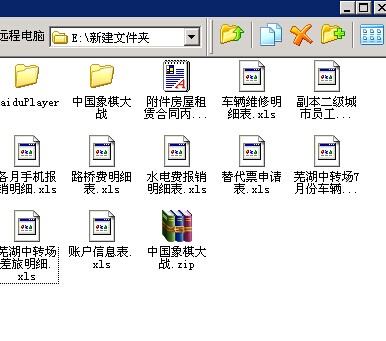 远程电脑 E:\新建文件夹
aiduPlayer
中国象棋大
战
附件房屋租
赁合同内...
车辆维修明
细表.xls
副本二级城
市员工...
各月手机报
销明细.xls
路桥费明细
表.xls
水电费报销
明细表.xls
替代票申请
表.xls
芜湖中转场7
月份车辆...
芜湖中转场
差旅明细.
xls
账户信息表.
xls
中国象棋大
战.zip